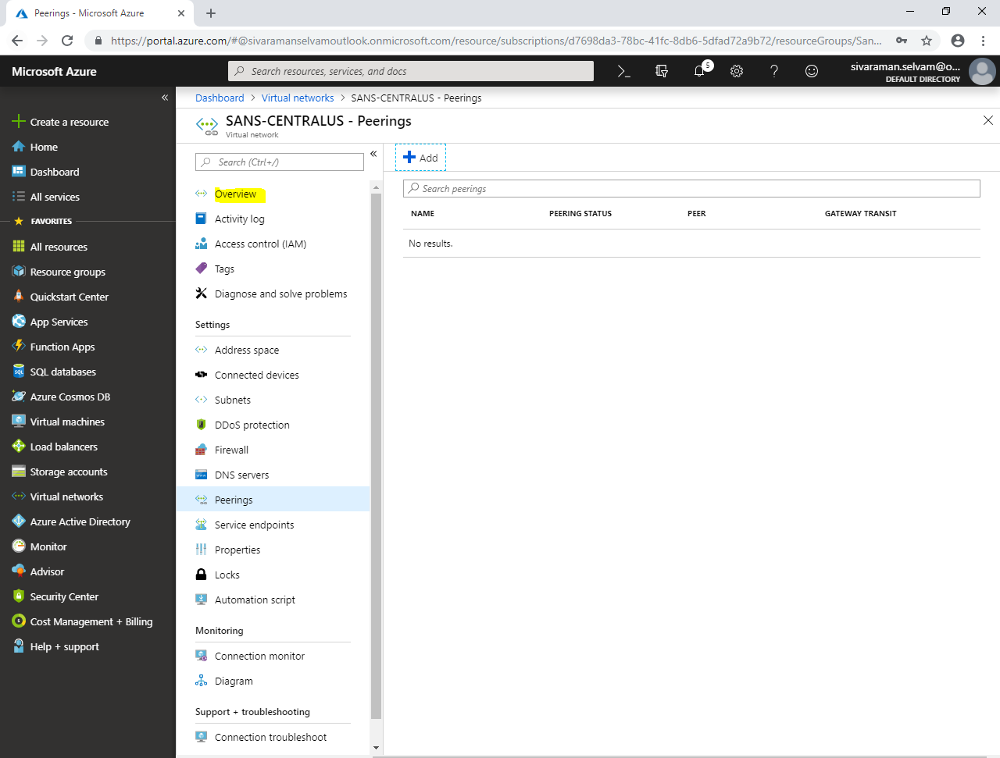 Peerings - Microsoft Azure
https://portal.azure.com/#@sivaramanselvamoutlook.onmicrosoft.com/resource/subscriptions/d7698da3-78bc-41fc-8db6-5dfad72a9b72/resourceGroups/San...
Microsoft Azure
Search resources, services, and docs
5
sivaraman.selvam@o...
DEFAULT DIRECTORY
Create a resource
Home
Dashboard
All services
FAVORITES
All resources
Resource groups
Quickstart Center
App Services
Function Apps
SQL databases
Azure Cosmos DB
Virtual machines
Load balancers
Storage accounts
Virtual networks
Azure Active Directory
Monitor
Advisor
Security Center
Cost Management + Billing
Help + support
Dashboard > Virtual networks > SANS-CENTRALUS - Peerings
SANS-CENTRALUS - Peerings
Virtual network
Search (Ctrl+/)
Overview
Activity log
Access control (IAM)
Tags
Diagnose and solve problems
Settings
Address space
Connected devices
Subnets
DDoS protection
Firewall
DNS servers
Peerings
Service endpoints
Properties
Locks
Automation script
Monitoring
Connection monitor
Diagram
Support + troubleshooting
Connection troubleshoot
Add
Search peerings
NAME PEERING STATUS PEER GATEWAY TRANSIT
No results.